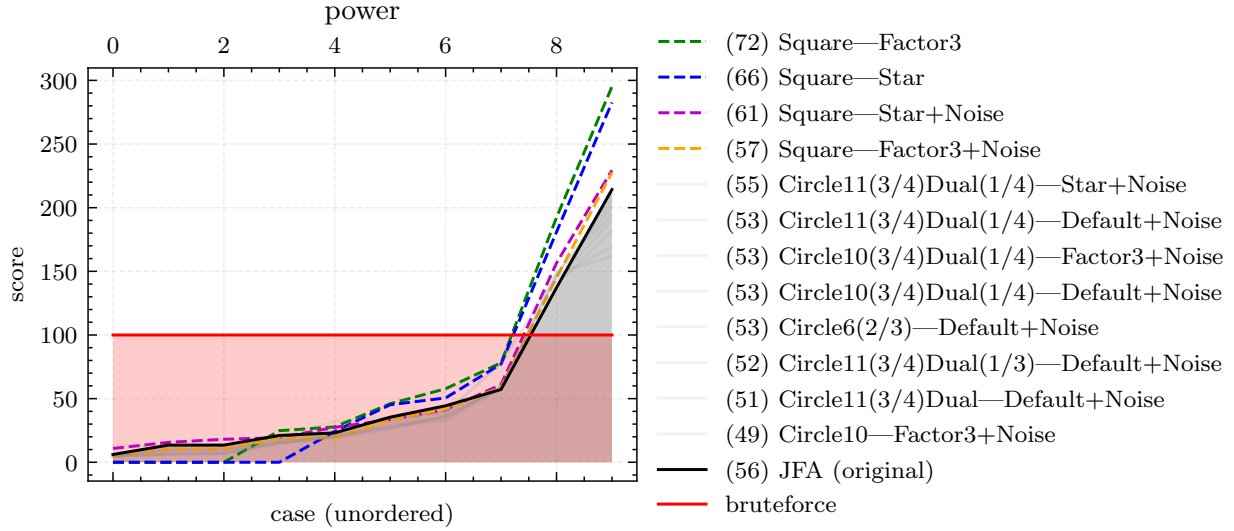 power
0 2 4 6 8
300
250
200
150
100
50
0
score
case (unordered)
(72) Square—Factor3
(66) Square—Star
(61) Square—Star+Noise
(57) Square—Factor3+Noise
(55) Circle11(3/4)Dual(1/4)—Star+Noise
(53) Circle11(3/4)Dual(1/4)—Default+Noise
(53) Circle10(3/4)Dual(1/4)—Factor3+Noise
(53) Circle10(3/4)Dual(1/4)—Default+Noise
(53) Circle6(2/3)—Default+Noise
(52) Circle11(3/4)Dual(1/3)—Default+Noise
(51) Circle11(3/4)Dual—Default+Noise
(49) Circle10—Factor3+Noise
(56) JFA (original)
bruteforce